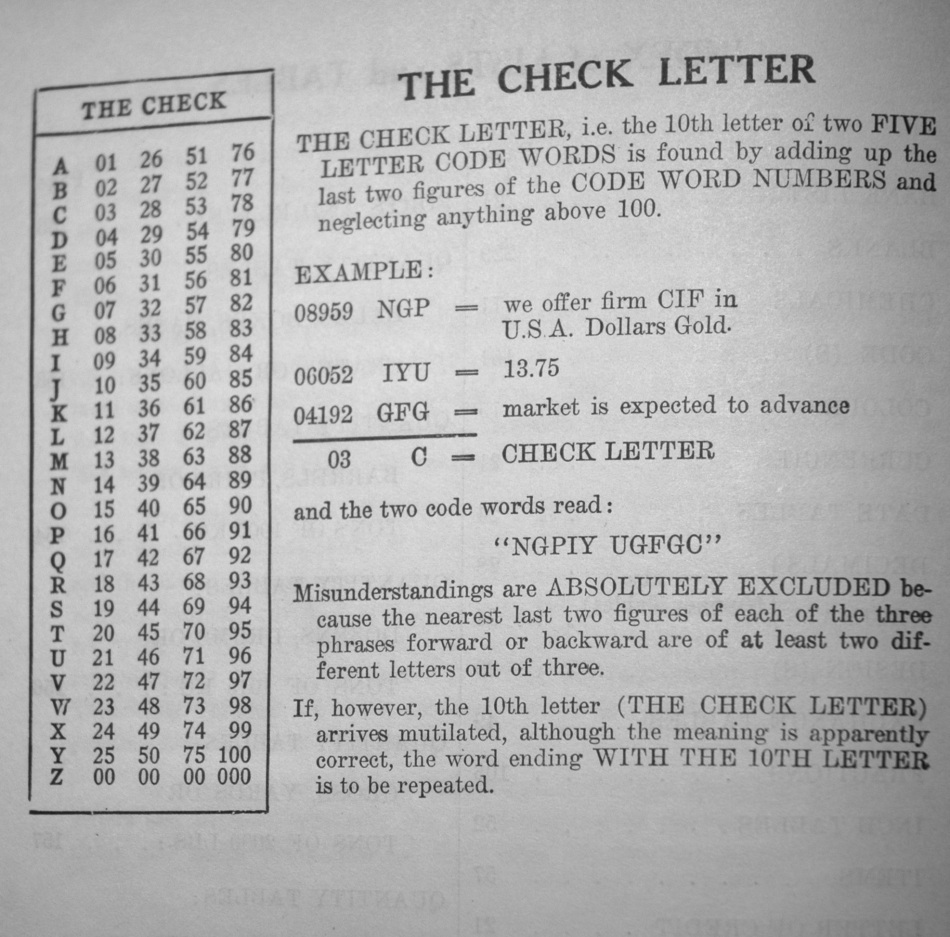 THE CHECK
A 01 26 51 76
B 02 27 52 77
C 03 28 53 78
D 04 29 54 79
E 05 30 55 80
F 06 31 56 81
G 07 32 57 82
H 08 33 58 83
I 09 34 59 84
J 10 35 60 85
K 11 36 61 86
L 12 37 62 87
M 13 38 63 88
N 14 39 64 89
O 15 40 65 90
P 16 41 66 91
Q 17 42 67 92
R 18 43 68 93
S 19 44 69 94
T 20 45 70 95
U 21 46 71 96
V 22 47 72 97
W 23 48 73 98
X 24 49 74 99
Y 25 50 75 100
Z 00 00 00 000
THE CHECK LETTER
THE CHECK LETTER, i.e. the 10th letter of two FIVE
LETTER CODE WORDS is found by adding up the
last two figures of the CODE WORD NUMBERS and
neglecting anything above 100.
EXAMPLE:
08959 NGP = we offer firm CIF in
U.S A. Dollars Gold.
06052 IYU = 13.75
04192 GFG = market is expected to advance
03 C = CHECK LETTER
and the two code words read:
"NGPIY UGFGC"
Misunderstandings are ABSOLUTELY EXCLUDED be-
cause the nearest last two figures of each of the three
phrases forward or backward are of at least two dif-
ferent letters out of three.
If, however, the 10th letter (THE CHECK LETTER)
arrives mutilated, although the meaning is apparently
correct, the word ending WITH THE 10TH LETTER
is to be repeated.